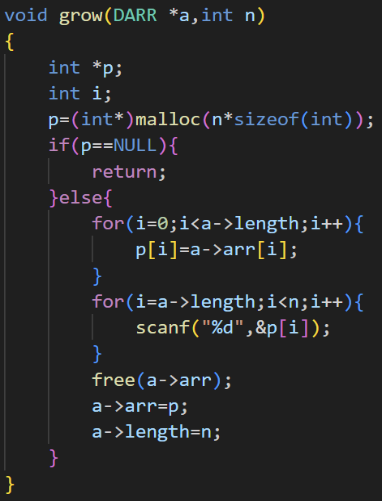 void grow(DARR *a,int n)
{
    int *p;
    int i;
    p=(int*)malloc(n*sizeof(int));
    if(p==NULL){
        return;
    }else{
        for(i=0;i<a->length;i++){
            p[i]=a->arr[i];
        }
        for(i=a->length;i<n;i++){
            scanf("%d",&p[i]);
        }
        free(a->arr);
        a->arr=p;
        a->length=n;
    }
}